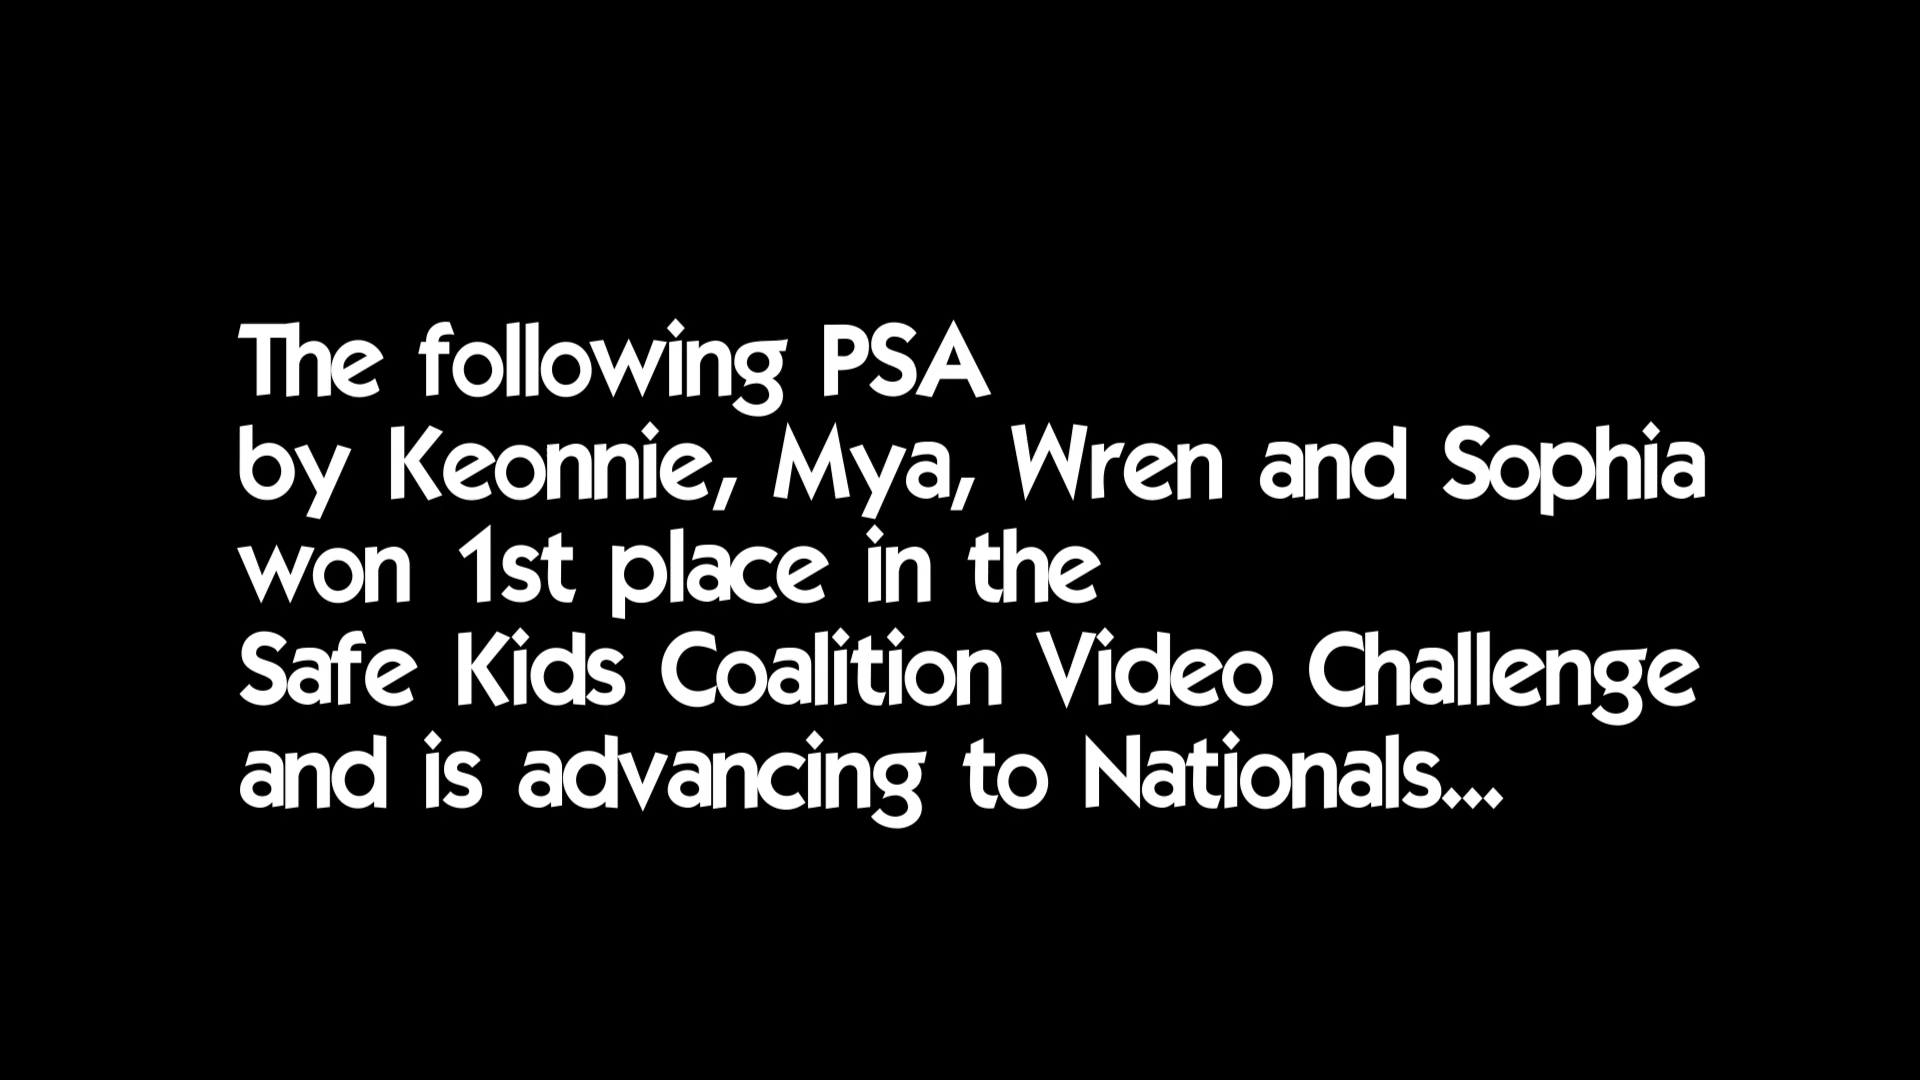 The following PSA
by Keonnie, Mya, Wren and Sophia
won 1st place in the
Safe Kids Coalition Video Challenge
and is advancing to Nationals...